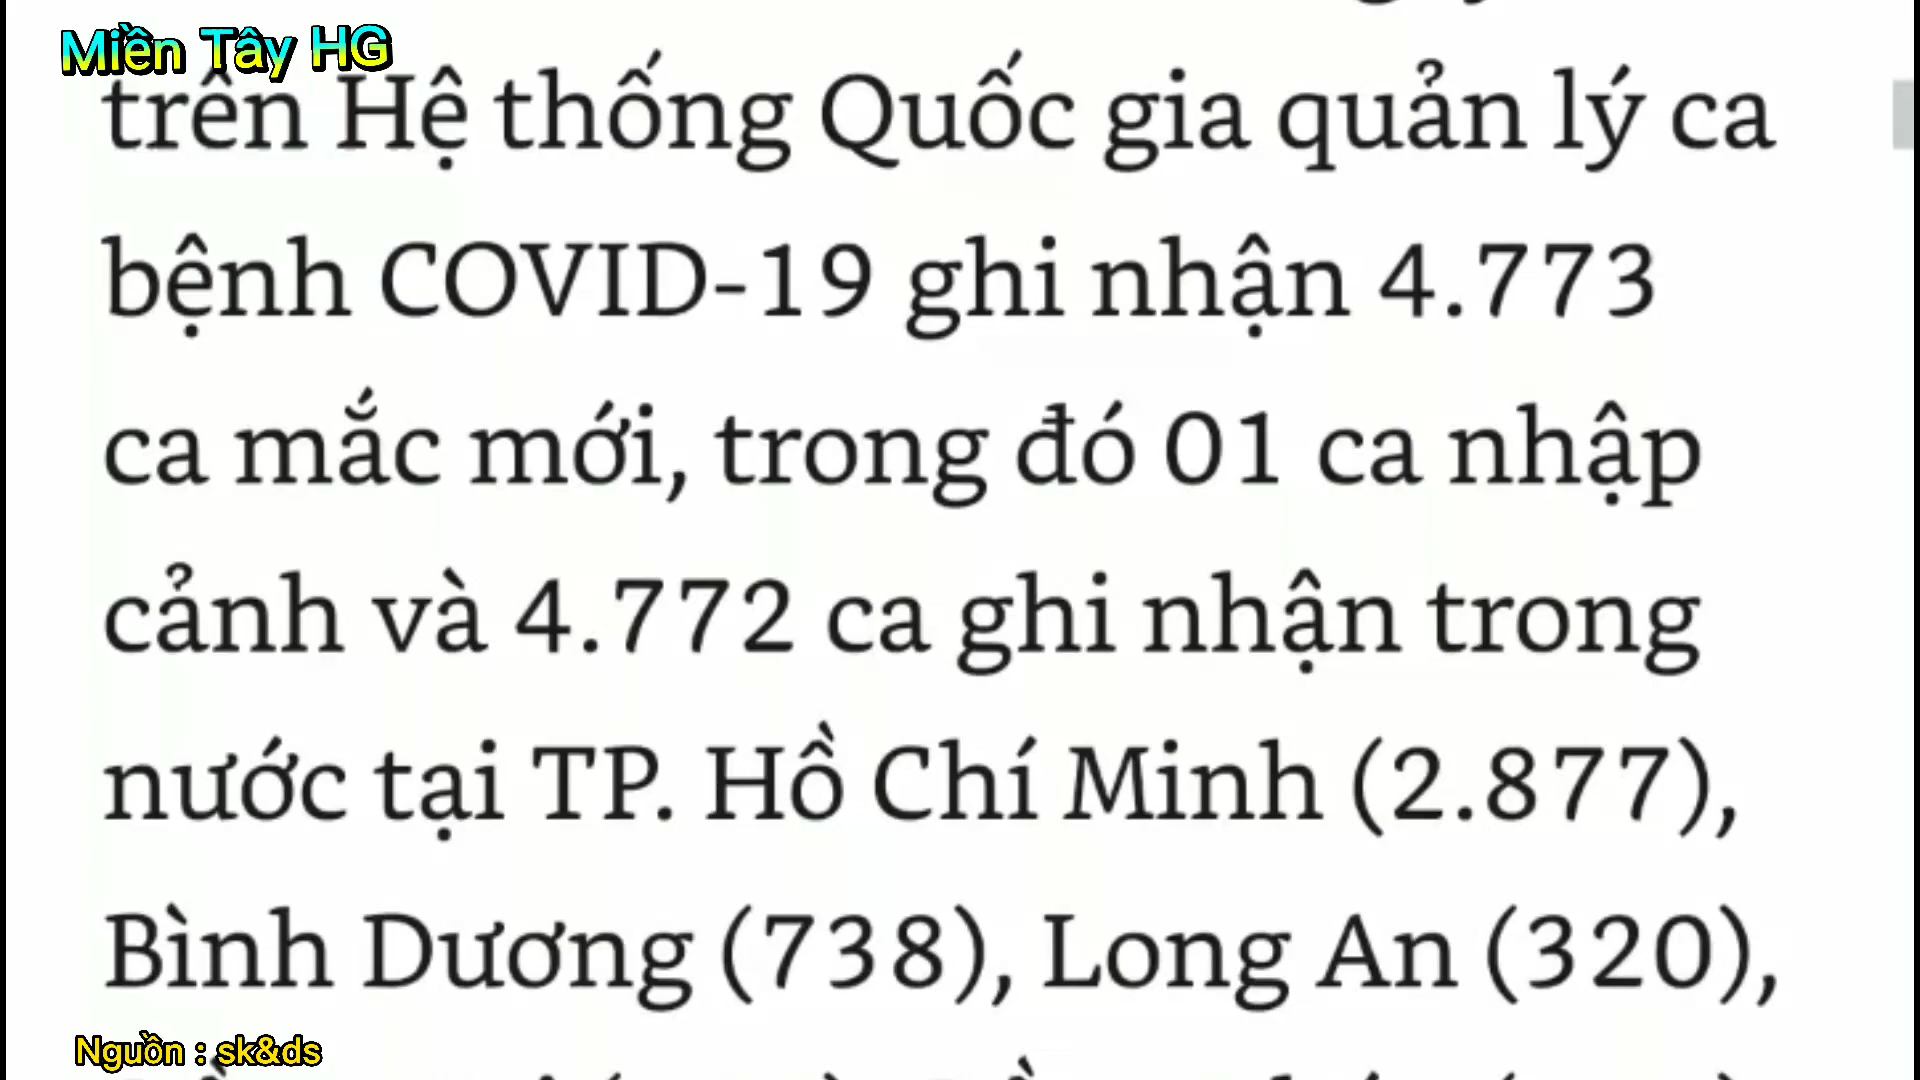 Miền Tây HG
trên Hệ thống Quốc gia quản lý ca
bệnh COVID-19 ghi nhận 4.773
ca mắc mới, trong đó 01 ca nhập
cảnh và 4.772 ca ghi nhận trong
nước tại TP. Hồ Chí Minh (2.877),
Bình Dương (738), Long An (320),
Nguồn : sk&ds